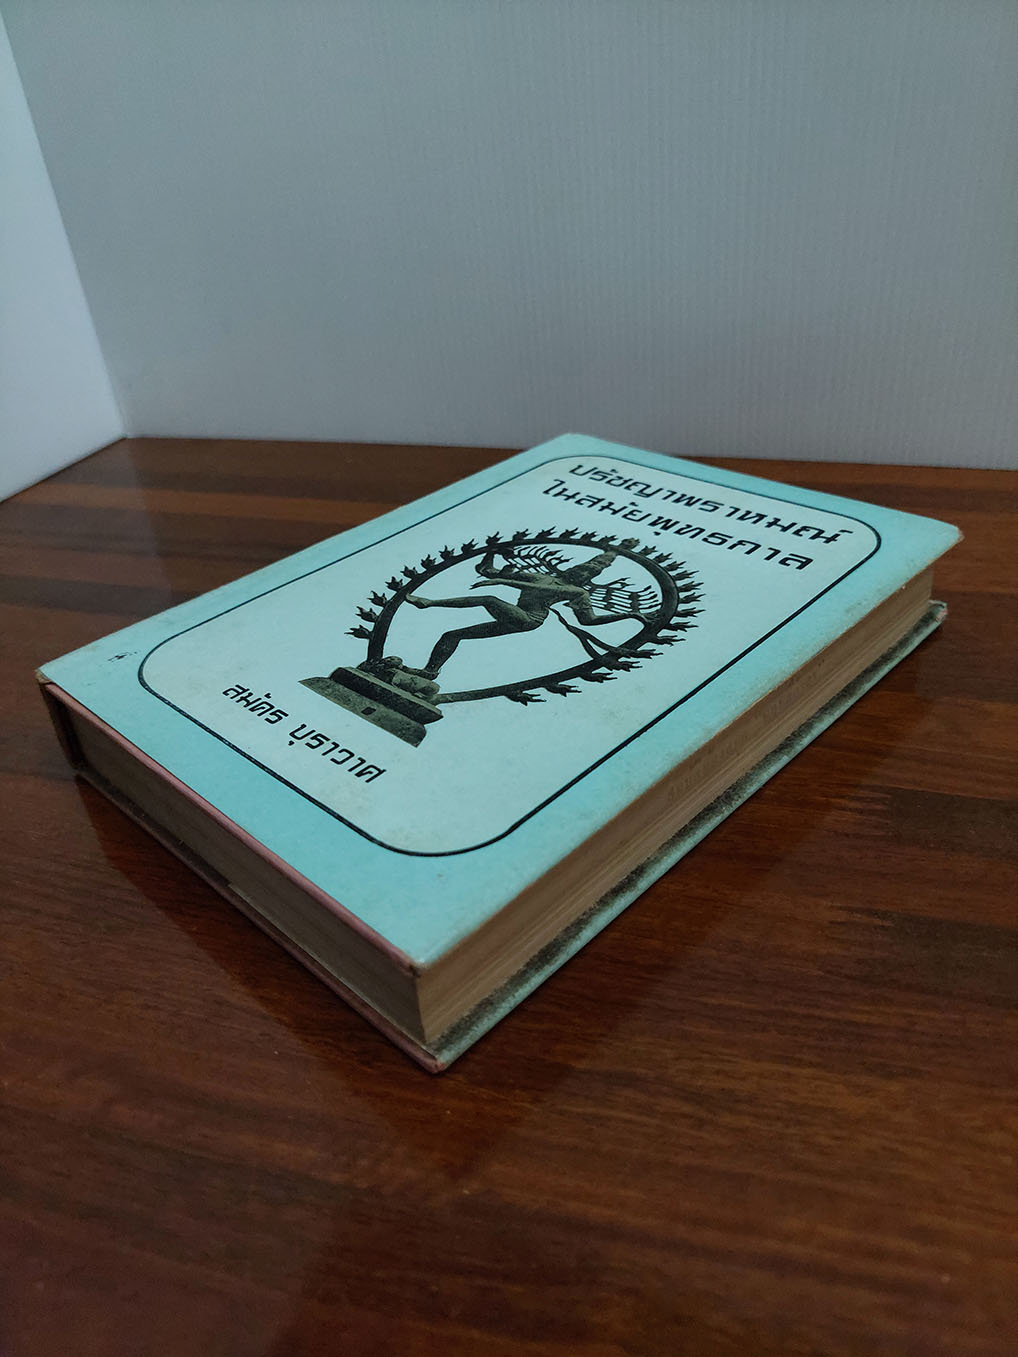 ปรัชญาพราหมณ์
ในสมัยพุทธกาล
สมัคร บุราวาศ